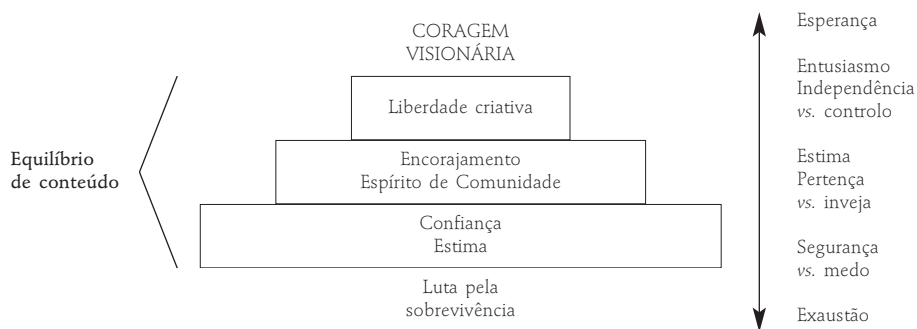 CORAGEM
VISIONÁRIA
Liberdade criativa
Encorajamento
Espírito de Comunidade
Confiança
Estima
Luta pela
sobrevivência
Equilíbrio
de conteúdo
Esperança
Entusiasmo
Independência
vs. controlo
Estima
Pertença
vs. inveja
Segurança
vs. medo
Exaustão